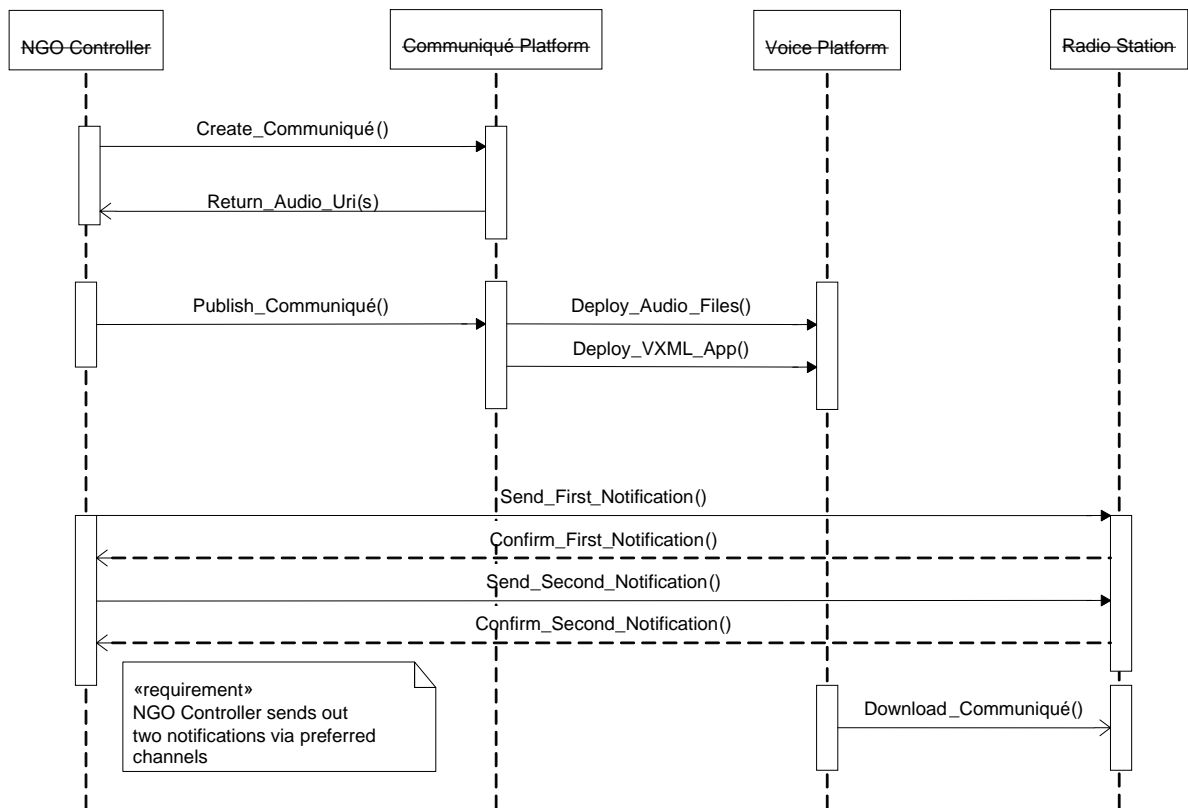 NGO Controller
Communiqué Platform
Voice Platform
Radio Station
Create_Communiqué()
Return_Audio_Uri(s)
Publish_Communiqué()
Deploy_Audio_Files()
Deploy_VXML_App()
Send_First_Notification()
Confirm_First_Notification()
Send_Second_Notification()
Confirm_Second_Notification()
«requirement»
NGO Controller sends out
two notifications via preferred
channels
Download_Communiqué()